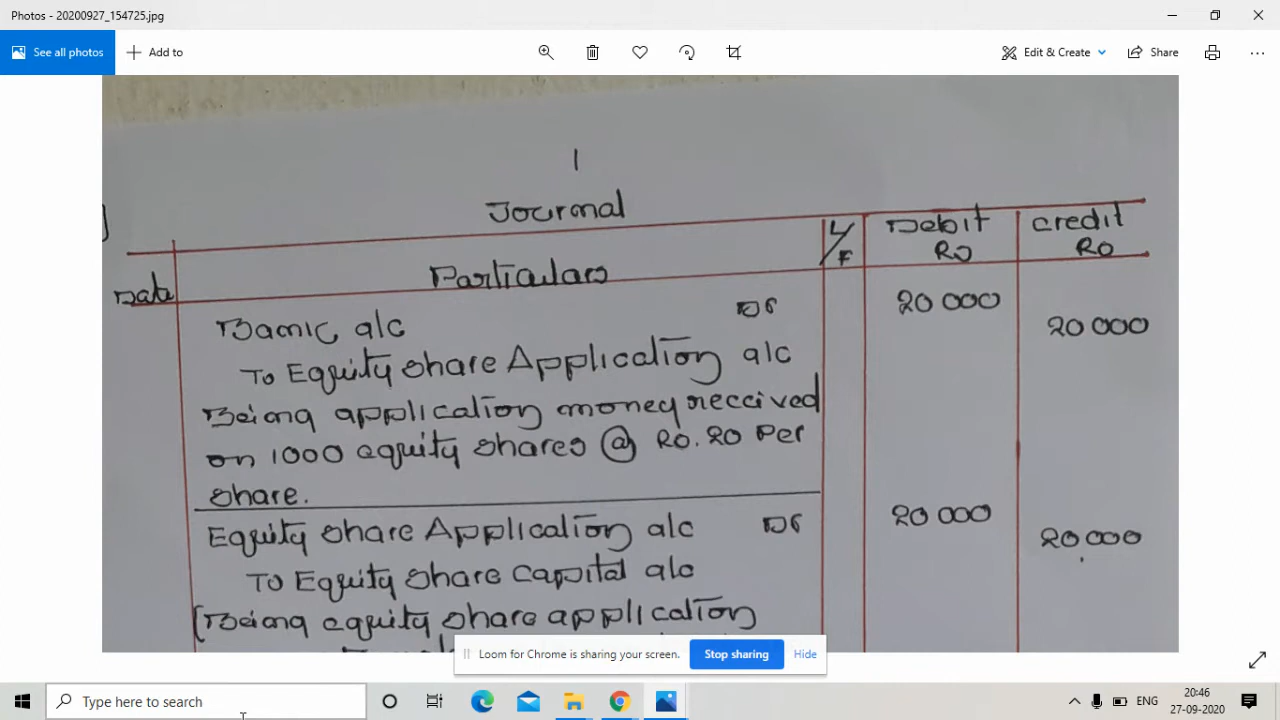 Photos - 20200927_154725.jpg
See all photos
Add to
Edit & Create
Share
1
Journal
Date
Particulars
L/F
Debit
Rs
Credit
Rs
Bank a/c Dr 20 000
To Equity Share Application a/c 20 000
Being application money received
on 1000 equity shares @ Rs. 20 Per
share.
Equity Share Application a/c Dr 20 000
To Equity Share capital a/c 20,000
(Being equity share application
Loom for Chrome is sharing your screen.
Stop sharing
Hide
Type here to search
ENG
20:46
27-09-2020